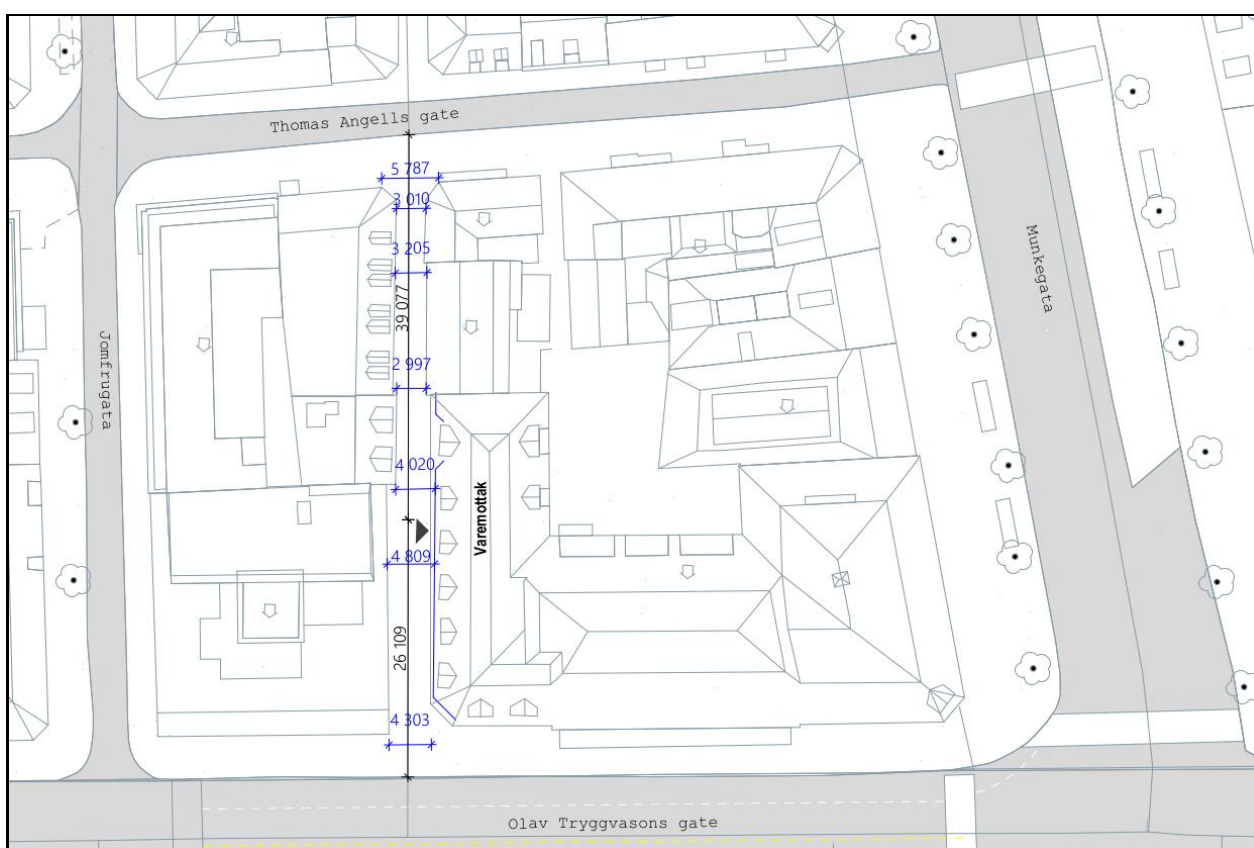 Thomas Angells gate
5 787
3 010
3 205
39 077
Munkegata
Jomfrugata
2 997
4 020
Varemottak
4 809
26 109
4 303
Olav Tryggvasons gate